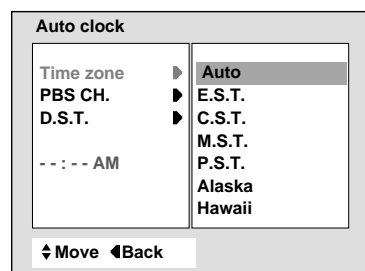 Auto clock
Time zone
PBS CH.
D.S.T.
- - : - - AM
Auto
E.S.T.
C.S.T.
M.S.T.
P.S.T.
Alaska
Hawaii
Move Back